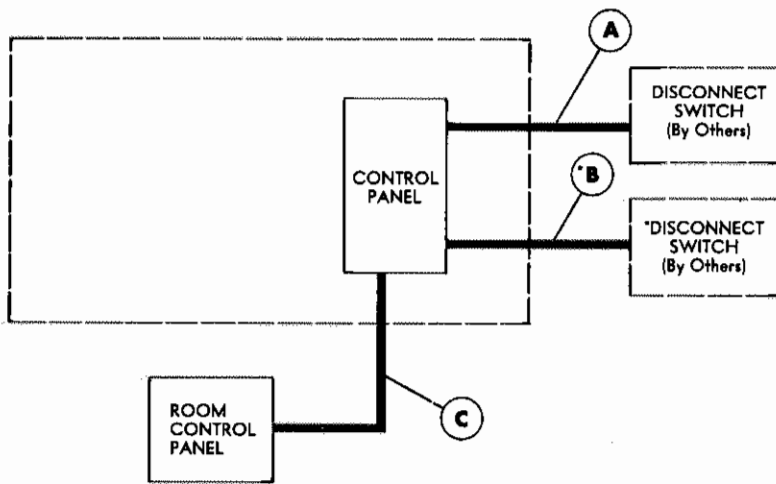 A
DISCONNECT
SWITCH
(By Others)
CONTROL
PANEL
*B
*DISCONNECT
SWITCH
(By Others)
ROOM
CONTROL
PANEL
C